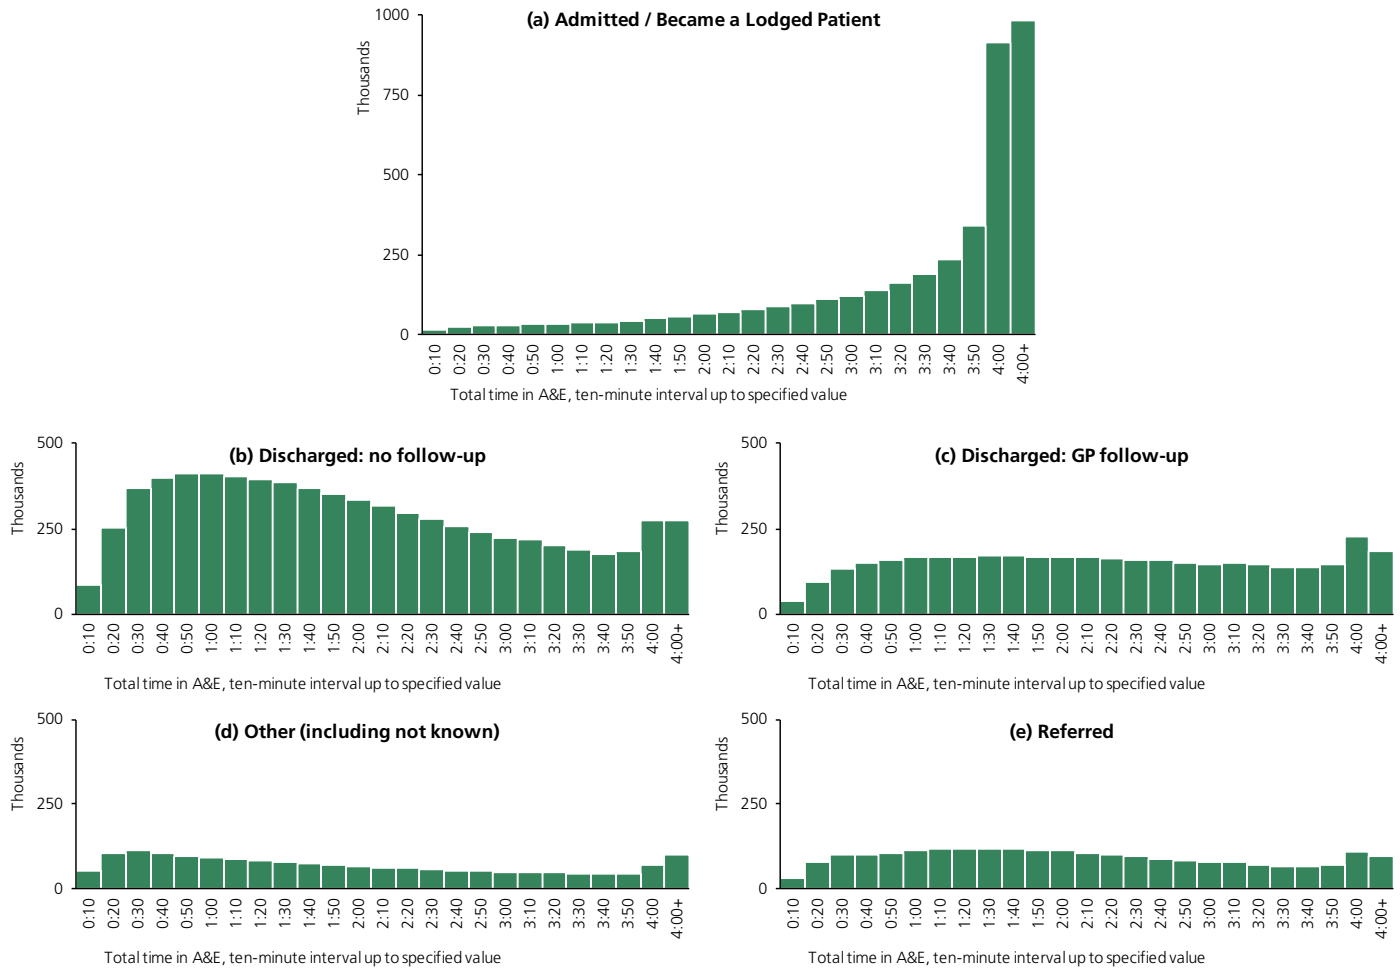 (a) Admitted / Became a Lodged Patient
Thousands
1000
750
500
250
0
0:10 0:20 0:30 0:40 0:50 1:00 1:10 1:20 1:30 1:40 1:50 2:00 2:10 2:20 2:30 2:40 2:50 3:00 3:10 3:20 3:30 3:40 3:50 4:00 4:00+
Total time in A&E, ten-minute interval up to specified value
(b) Discharged: no follow-up
Thousands
500
250
0
0:10 0:20 0:30 0:40 0:50 1:00 1:10 1:20 1:30 1:40 1:50 2:00 2:10 2:20 2:30 2:40 2:50 3:00 3:10 3:20 3:30 3:40 3:50 4:00 4:00+
Total time in A&E, ten-minute interval up to specified value
(c) Discharged: GP follow-up
Thousands
500
250
0
0:10 0:20 0:30 0:40 0:50 1:00 1:10 1:20 1:30 1:40 1:50 2:00 2:10 2:20 2:30 2:40 2:50 3:00 3:10 3:20 3:30 3:40 3:50 4:00 4:00+
Total time in A&E, ten-minute interval up to specified value
(d) Other (including not known)
Thousands
500
250
0
0:10 0:20 0:30 0:40 0:50 1:00 1:10 1:20 1:30 1:40 1:50 2:00 2:10 2:20 2:30 2:40 2:50 3:00 3:10 3:20 3:30 3:40 3:50 4:00 4:00+
Total time in A&E, ten-minute interval up to specified value
(e) Referred
Thousands
500
250
0
0:10 0:20 0:30 0:40 0:50 1:00 1:10 1:20 1:30 1:40 1:50 2:00 2:10 2:20 2:30 2:40 2:50 3:00 3:10 3:20 3:30 3:40 3:50 4:00 4:00+
Total time in A&E, ten-minute interval up to specified value